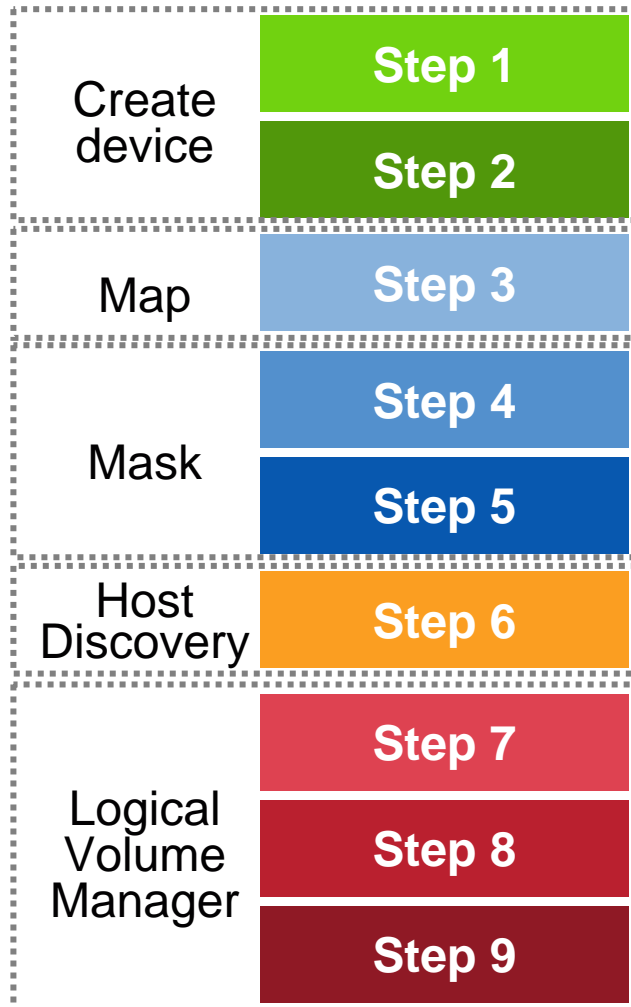 Create
device
Step 1
Step 2
Map
Step 3
Mask
Step 4
Step 5
Host
Discovery
Step 6
Logical
Volume
Manager
Step 7
Step 8
Step 9